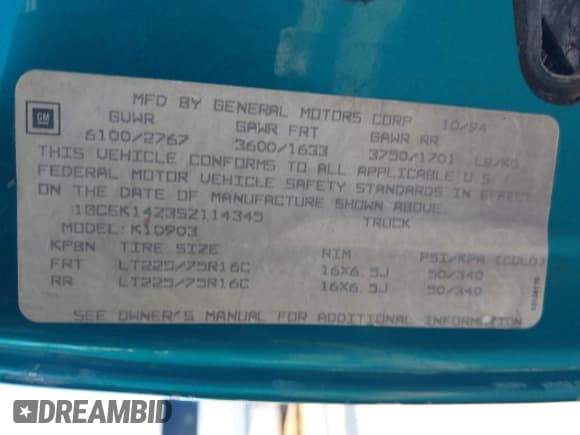 GM
MFD BY GENERAL MOTORS CORP 10/94
GVWR GAWR FRT GAWR RR
6100/2767 3600/1633 3750/1701 LB/KG
THIS VEHICLE CONFORMS TO ALL APPLICABLE U.S.
FEDERAL MOTOR VEHICLE SAFETY STANDARDS IN EFFECT
ON THE DATE OF MANUFACTURE SHOWN ABOVE.
1GCEK14Z3SZ114345 TRUCK
MODEL: K10903
KPBN TIRE SIZE RIM PSI/KPA (COLD)
FRT LT225/75R16C 16X6.5J 50/340
RR LT225/75R16C 16X6.5J 50/340
SEE OWNER'S MANUAL FOR ADDITIONAL INFORMATION
DREAMBID